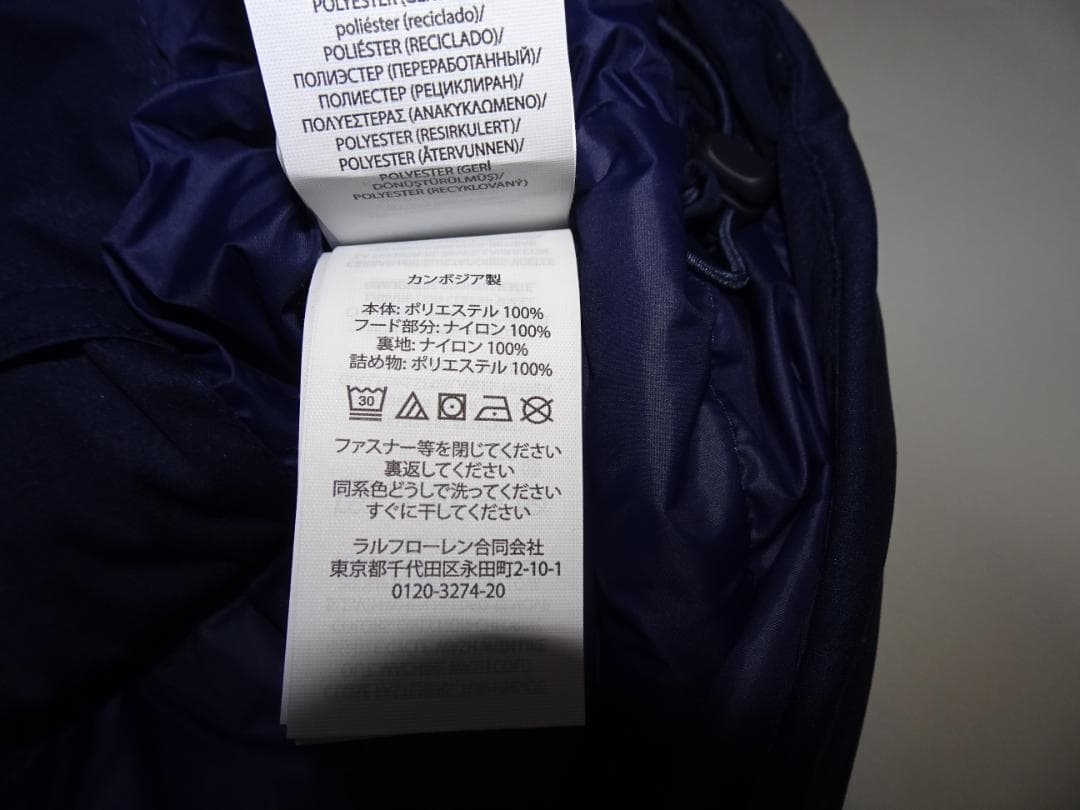 POLYESTER
poliéster (reciclado)/
POLIÉSTER (RECICLADO)/
ПОЛИЭСТЕР (ПЕРЕРАБОТАННЫЙ)/
ПОЛИЕСТЕР (РЕЦИКЛИРАН)/
ΠΟΛΥΕΣΤΕΡΑΣ (ΑΝΑΚΥΚΛΩΜΕΝΟ)/
POLYESTER (RESIRKULERT)/
POLYESTER (ÅTERVUNNEN)/
POLYESTER (GERİ
DÖNÜŞTÜRÜLMÜŞ)/
POLYESTER (RECYKLOVANÝ)
カンボジア製
本体: ポリエステル 100%
フード部分: ナイロン 100%
裏地: ナイロン 100%
詰め物: ポリエステル 100%
30
ファスナー等を閉じてください
裏返してください
同系色どうしで洗ってください
すぐに干してください
ラルフローレン合同会社
東京都千代田区永田町2-10-1
0120-3274-20